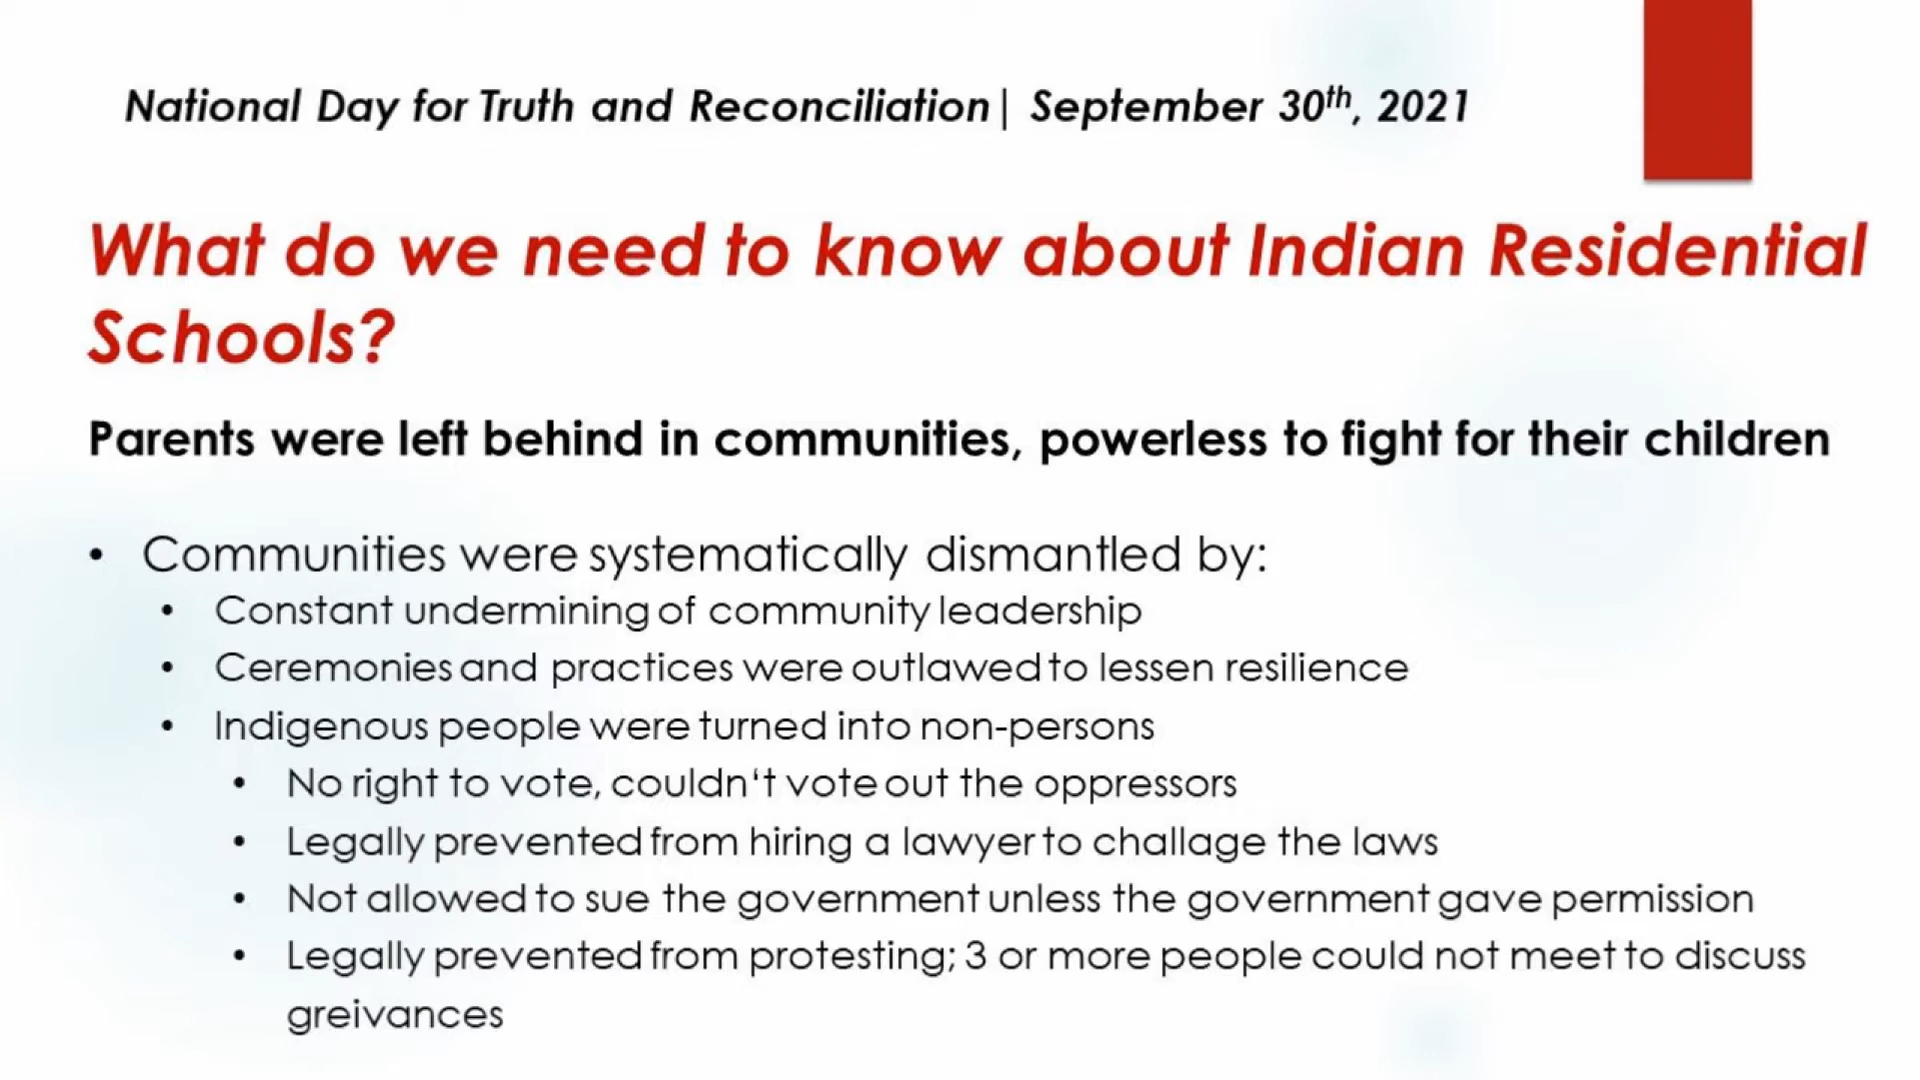 National Day for Truth and Reconciliation| September 30th, 2021
What do we need to know about Indian Residential
Schools?
Parents were left behind in communities, powerless to fight for their children
• Communities were systematically dismantled by:
• Constant undermining of community leadership
• Ceremonies and practices were outlawed to lessen resilience
• Indigenous people were turned into non-persons
• No right to vote, couldn‘t vote out the oppressors
• Legally prevented from hiring a lawyer to challage the laws
• Not allowed to sue the government unless the government gave permission
• Legally prevented from protesting; 3 or more people could not meet to discuss
greivances